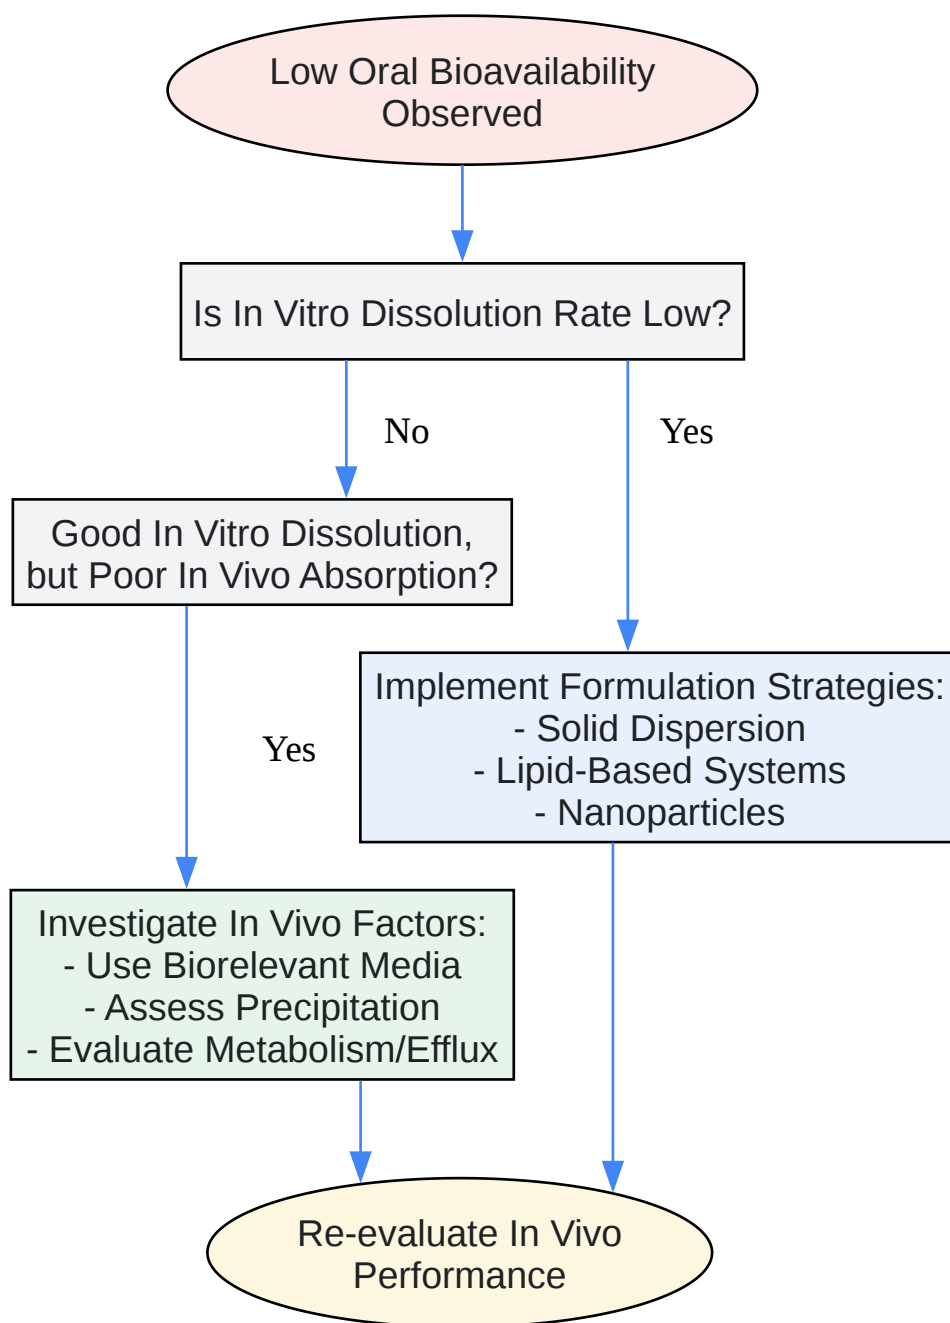 Low Oral Bioavailability
Observed
Is In Vitro Dissolution Rate Low?
No
Yes
Good In Vitro Dissolution,
but Poor In Vivo Absorption?
Implement Formulation Strategies:
- Solid Dispersion
- Lipid-Based Systems
- Nanoparticles
Yes
Investigate In Vivo Factors:
- Use Biorelevant Media
- Assess Precipitation
- Evaluate Metabolism/Efflux
Re-evaluate In Vivo
Performance